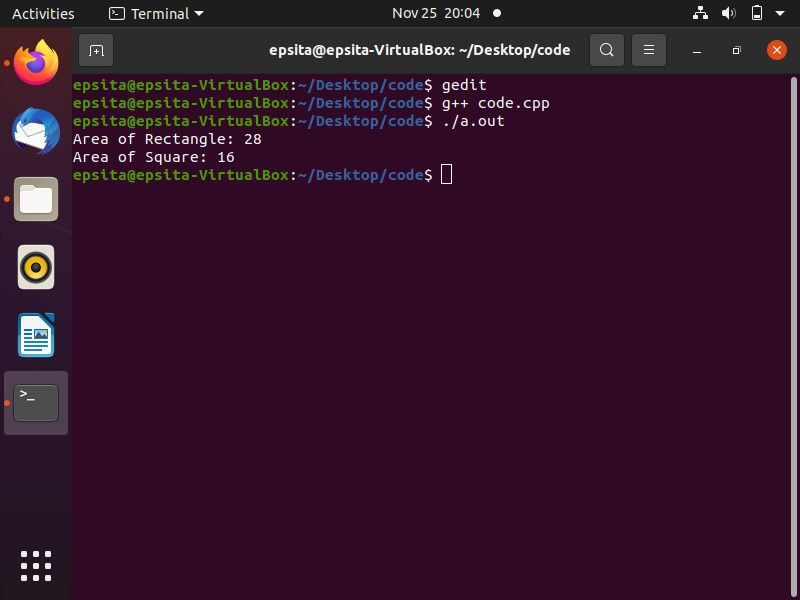 Activities Terminal Nov 25 20:04
epsita@epsita-VirtualBox: ~/Desktop/code
epsita@epsita-VirtualBox:~/Desktop/code$ gedit
epsita@epsita-VirtualBox:~/Desktop/code$ g++ code.cpp
epsita@epsita-VirtualBox:~/Desktop/code$ ./a.out
Area of Rectangle: 28
Area of Square: 16
epsita@epsita-VirtualBox:~/Desktop/code$
>_